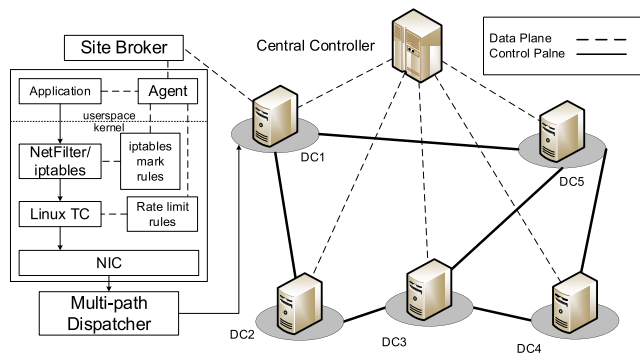 Site Broker
Central Controller
Data Plane
Control Palne
Application
Agent
userspace
kernel
NetFilter/
iptables
iptables
mark
rules
Linux TC
Rate limit
rules
NIC
Multi-path
Dispatcher
DC1
DC5
DC2
DC3
DC4